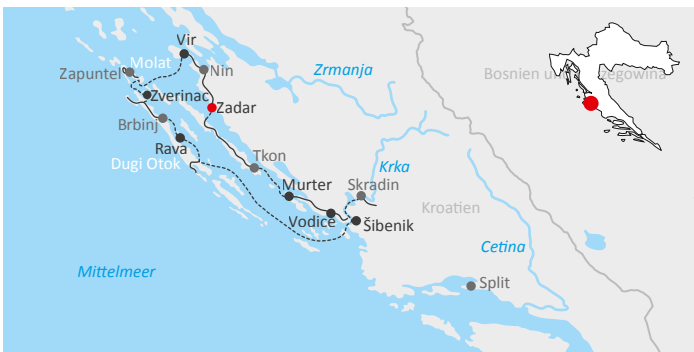 Vir
Molat
Zapuntel
Nin
Zrmanja
Bosnien und Herzegowina
Zverinac
Zadar
Brbinj
Rava
Dugi Otok
Tkon
Krka
Murter
Skradin
Vodice
Kroatien
Šibenik
Cetina
Mittelmeer
Split